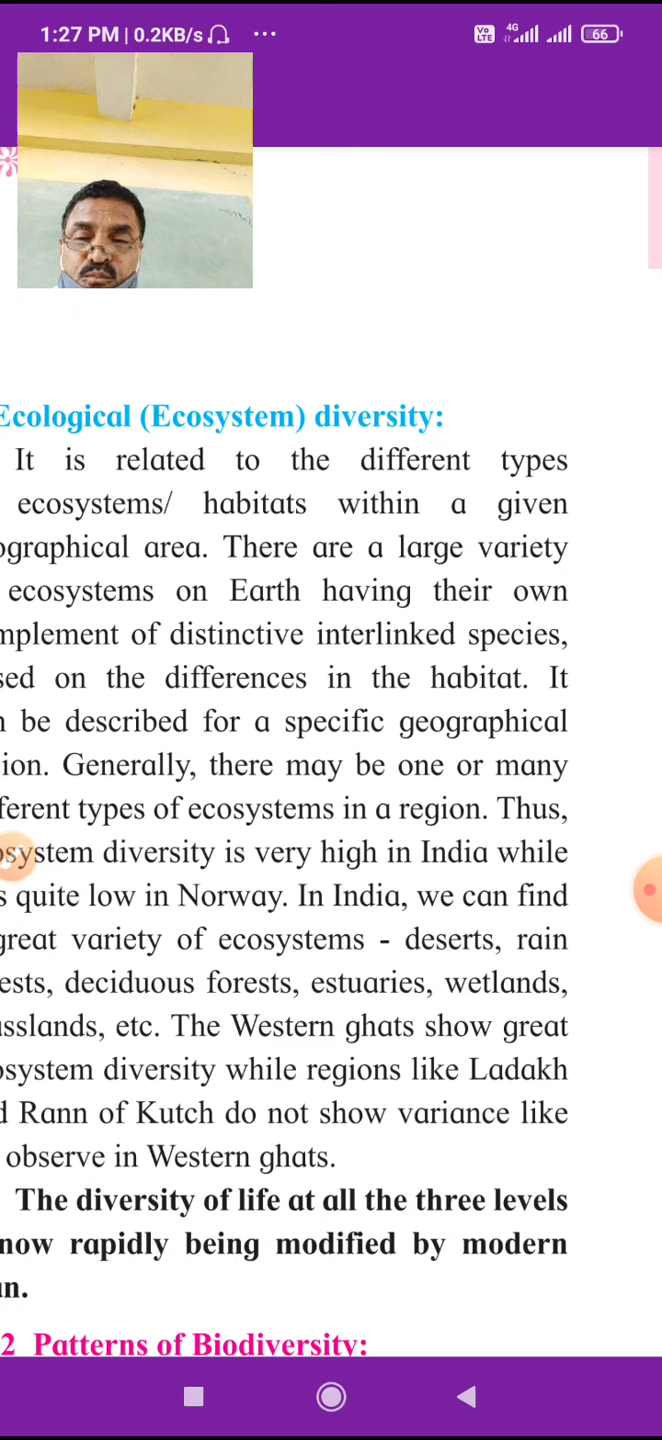 1:27 PM | 0.2KB/s ...
Vo LTE 4G 66
Ecological (Ecosystem) diversity:
It is related to the different types
ecosystems/ habitats within a given
ographical area. There are a large variety
ecosystems on Earth having their own
mplement of distinctive interlinked species,
sed on the differences in the habitat. It
n be described for a specific geographical
ion. Generally, there may be one or many
ferent types of ecosystems in a region. Thus,
osystem diversity is very high in India while
s quite low in Norway. In India, we can find
great variety of ecosystems - deserts, rain
ests, deciduous forests, estuaries, wetlands,
asslands, etc. The Western ghats show great
osystem diversity while regions like Ladakh
d Rann of Kutch do not show variance like
observe in Western ghats.
The diversity of life at all the three levels
now rapidly being modified by modern
an.
2 Patterns of Biodiversity: